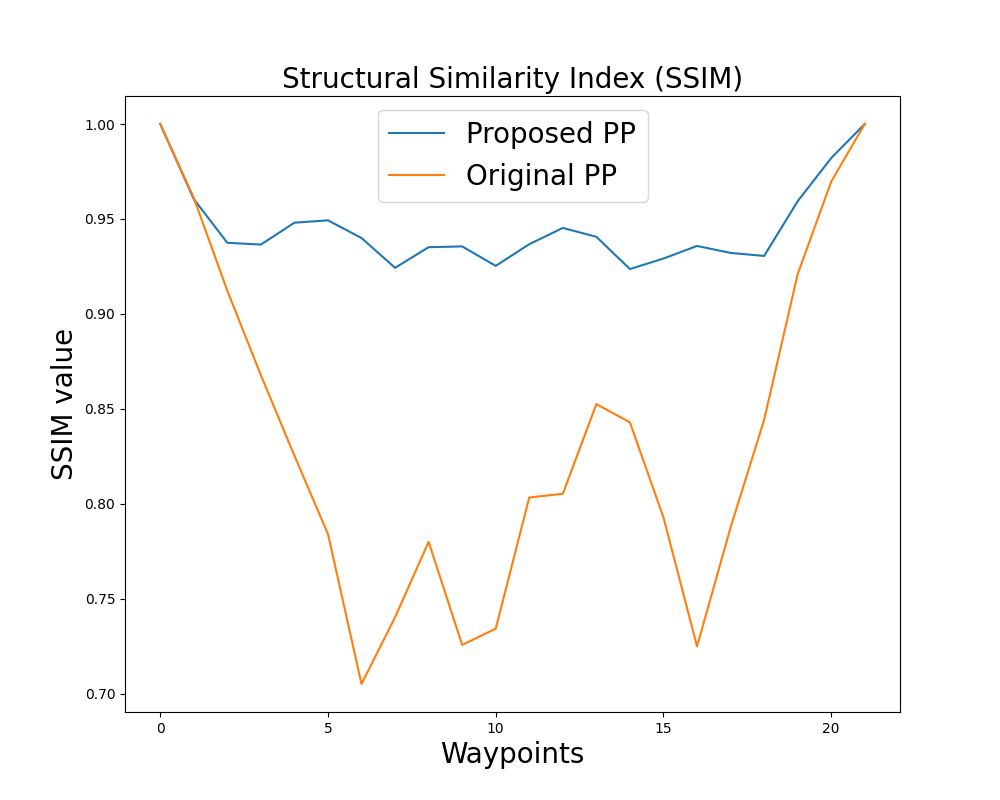 Structural Similarity Index (SSIM)
Proposed PP
Original PP
1.00
0.95
0.90
0.85
0.80
0.75
0.70
SSIM value
0 5 10 15 20
Waypoints